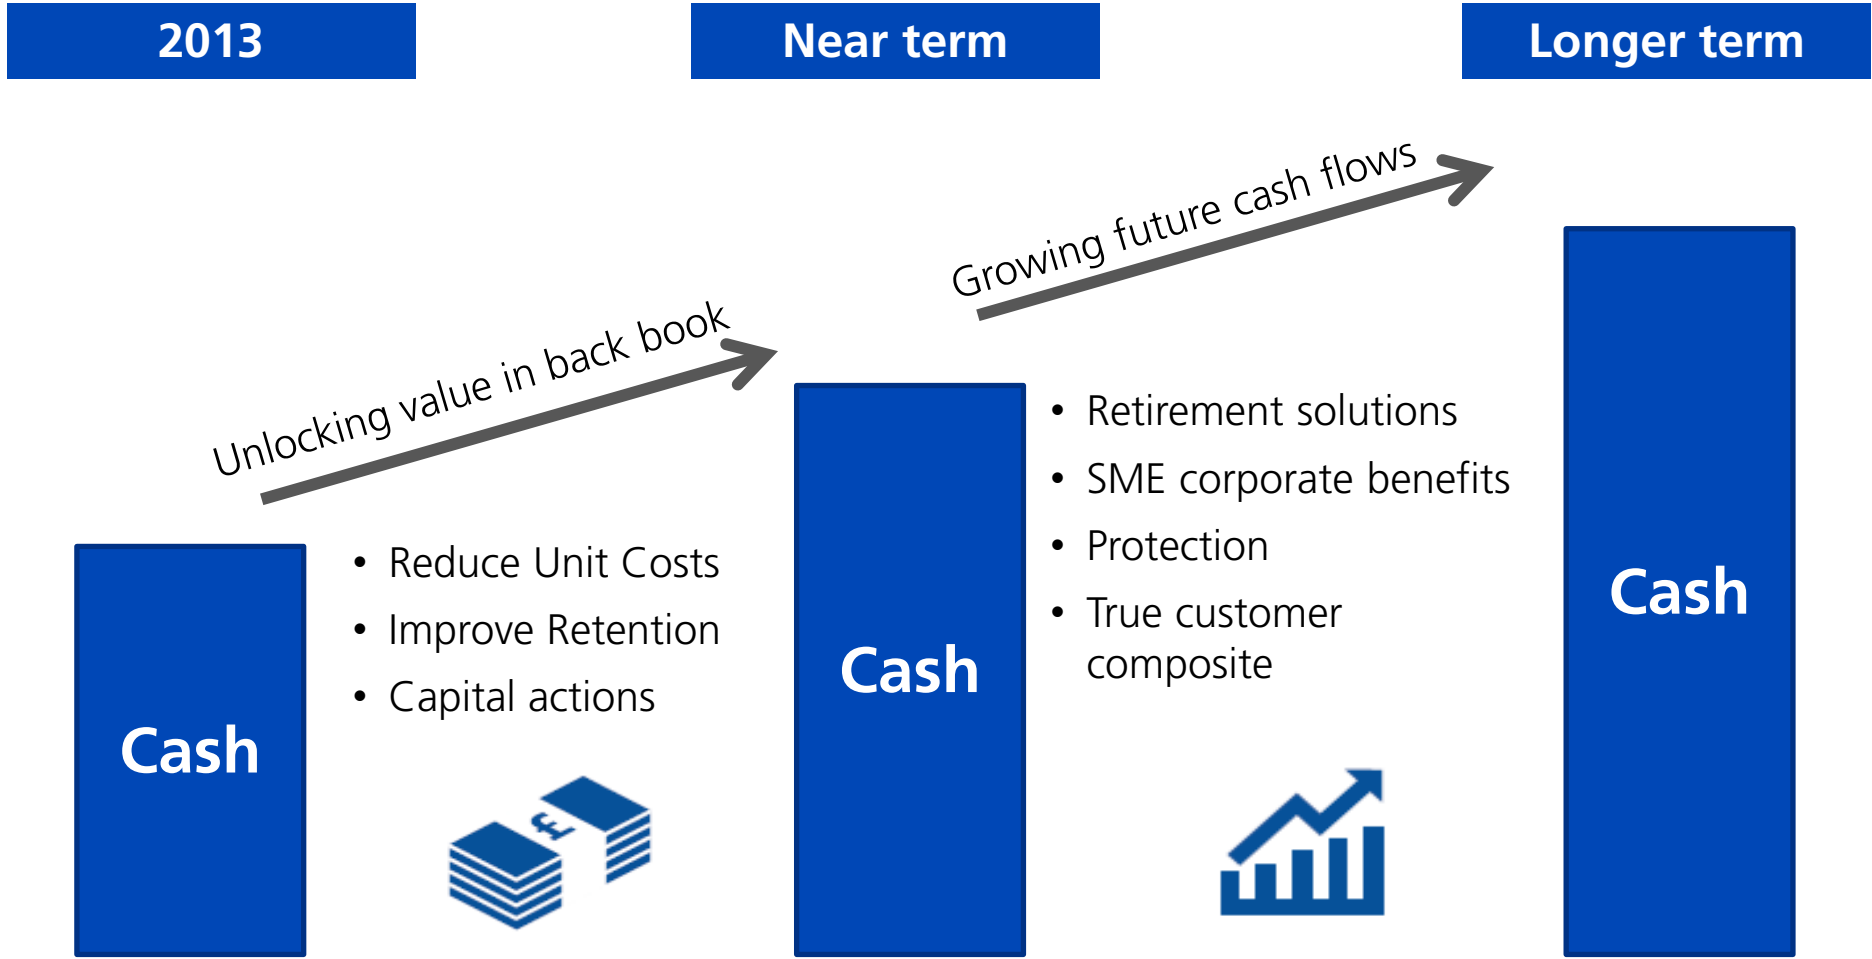 2013
Near term
Longer term
Unlocking value in back book
Growing future cash flows
Cash
• Reduce Unit Costs
• Improve Retention
• Capital actions
£
Cash
• Retirement solutions
• SME corporate benefits
• Protection
• True customer
composite
Cash